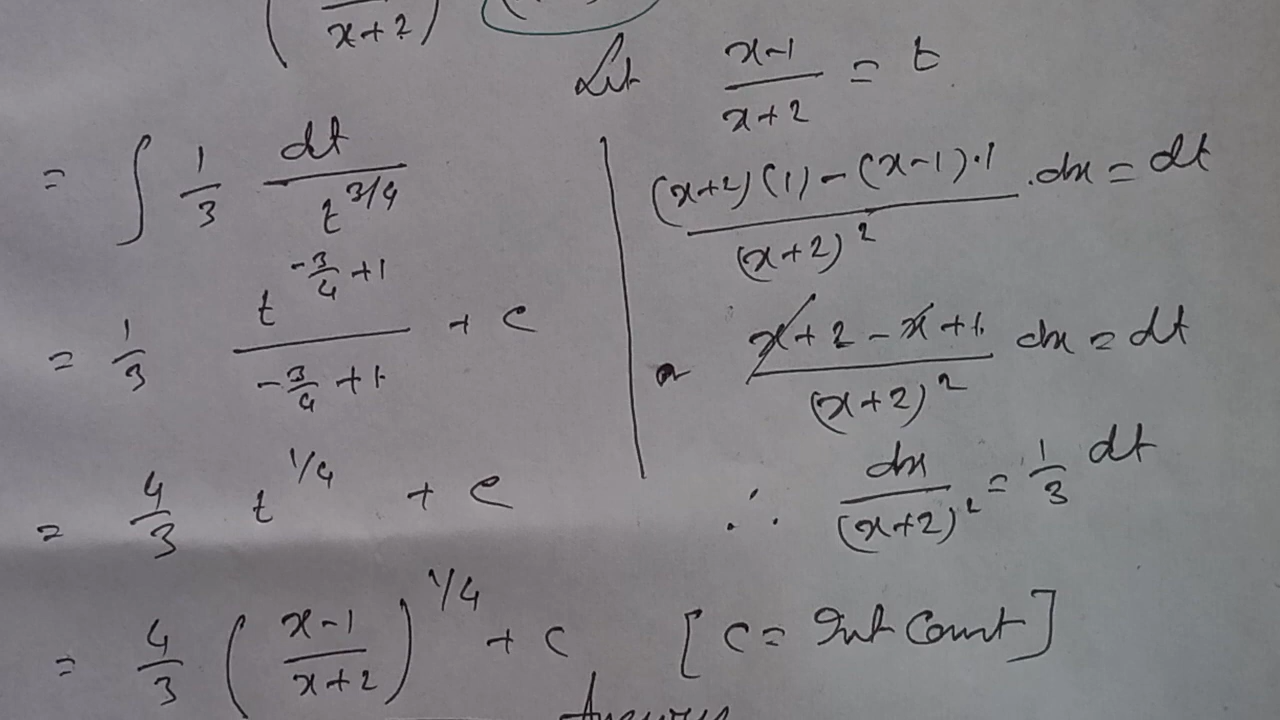 x+2
Let x-1/x+2 = t
= ∫ 1/3 dt/t^3/4
(x+2)(1)-(x-1)·1/(x+2)^2 .dx = dt
= 1/3 t^-3/4+1/-3/4+1 + c
x+2-x+1/(x+2)^2 dx = dt
= 4/3 t^1/4 + c
∴ dx/(x+2)^2 = 1/3 dt
= 4/3 (x-1/x+2)^1/4 + c [c = Int Const]
Answer